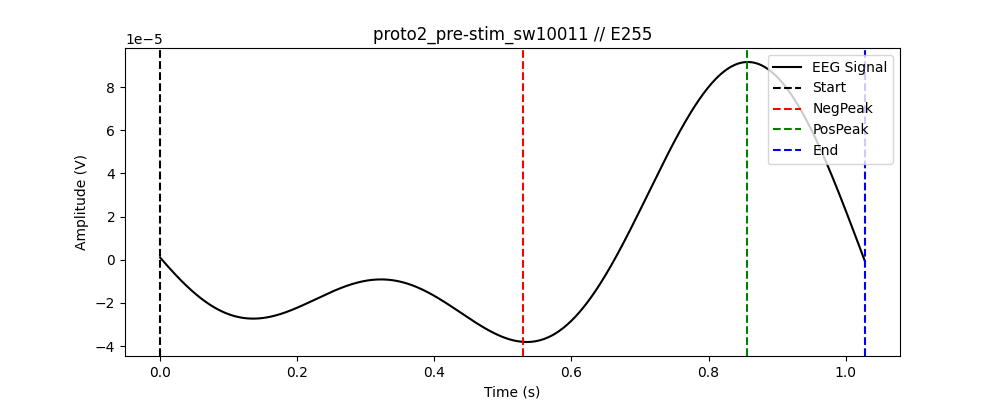 proto2_pre-stim_sw10011 // E255
1e−5
EEG Signal
Start
NegPeak
PosPeak
End
8
6
4
2
0
−2
−4
Amplitude (V)
0.0 0.2 0.4 0.6 0.8 1.0
Time (s)